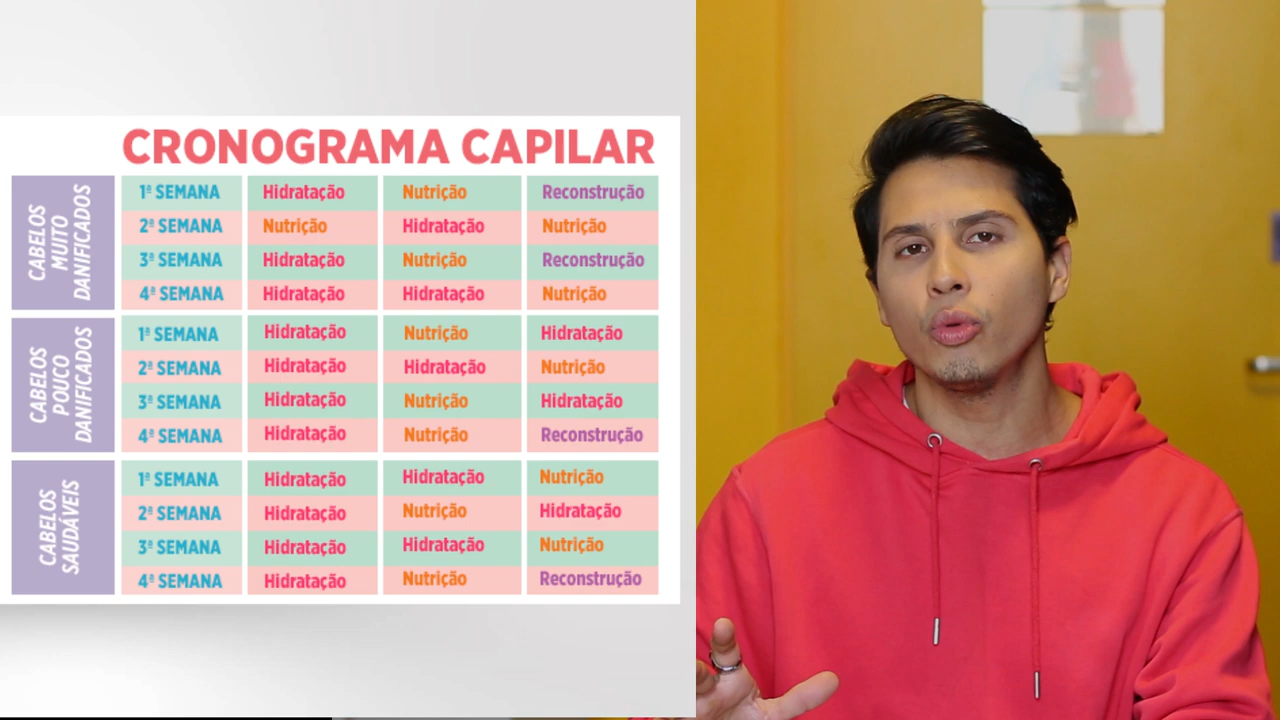 CRONOGRAMA CAPILAR
CABELOS
MUITO
DANIFICADOS
1ª SEMANA Hidratação Nutrição Reconstrução
2ª SEMANA Nutrição Hidratação Nutrição
3ª SEMANA Hidratação Nutrição Reconstrução
4ª SEMANA Hidratação Hidratação Nutrição
CABELOS
POUCO
DANIFICADOS
1ª SEMANA Hidratação Nutrição Hidratação
2ª SEMANA Hidratação Hidratação Nutrição
3ª SEMANA Hidratação Nutrição Hidratação
4ª SEMANA Hidratação Nutrição Reconstrução
CABELOS
SAUDÁVEIS
1ª SEMANA Hidratação Hidratação Nutrição
2ª SEMANA Hidratação Nutrição Hidratação
3ª SEMANA Hidratação Hidratação Nutrição
4ª SEMANA Hidratação Nutrição Reconstrução